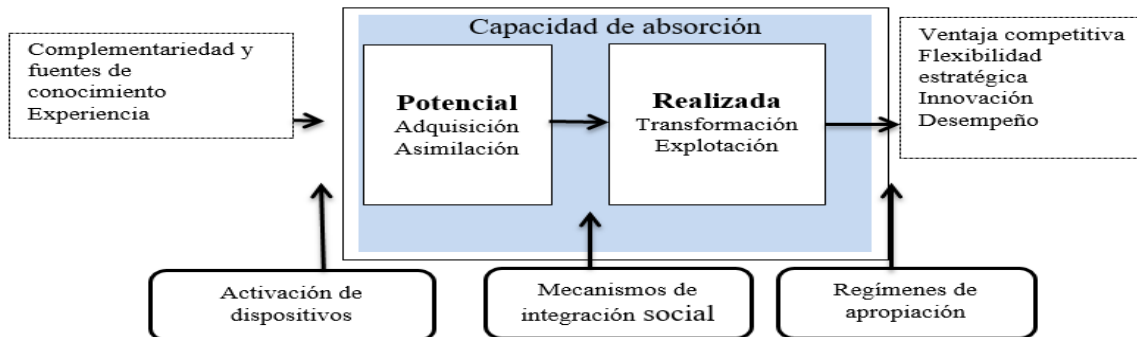 Capacidad de absorción
Complementariedad y
fuentes de
conocimiento
Experiencia
Potencial
Adquisición
Asimilación
Realizada
Transformación
Explotación
Ventaja competitiva
Flexibilidad
estratégica
Innovación
Desempeño
Activación de
dispositivos
Mecanismos de
integración social
Regímenes de
apropiación